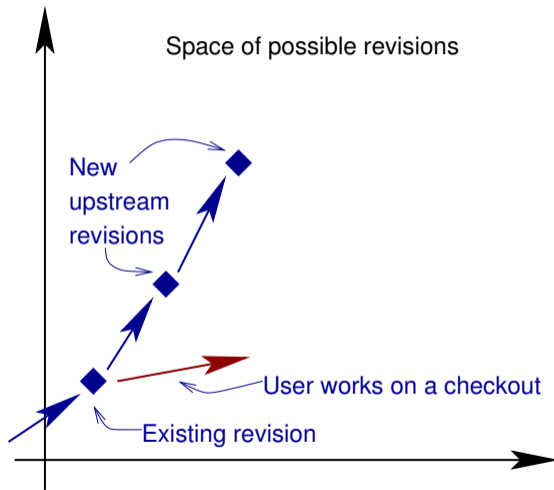 Space of possible revisions
New
upstream
revisions
User works on a checkout
Existing revision